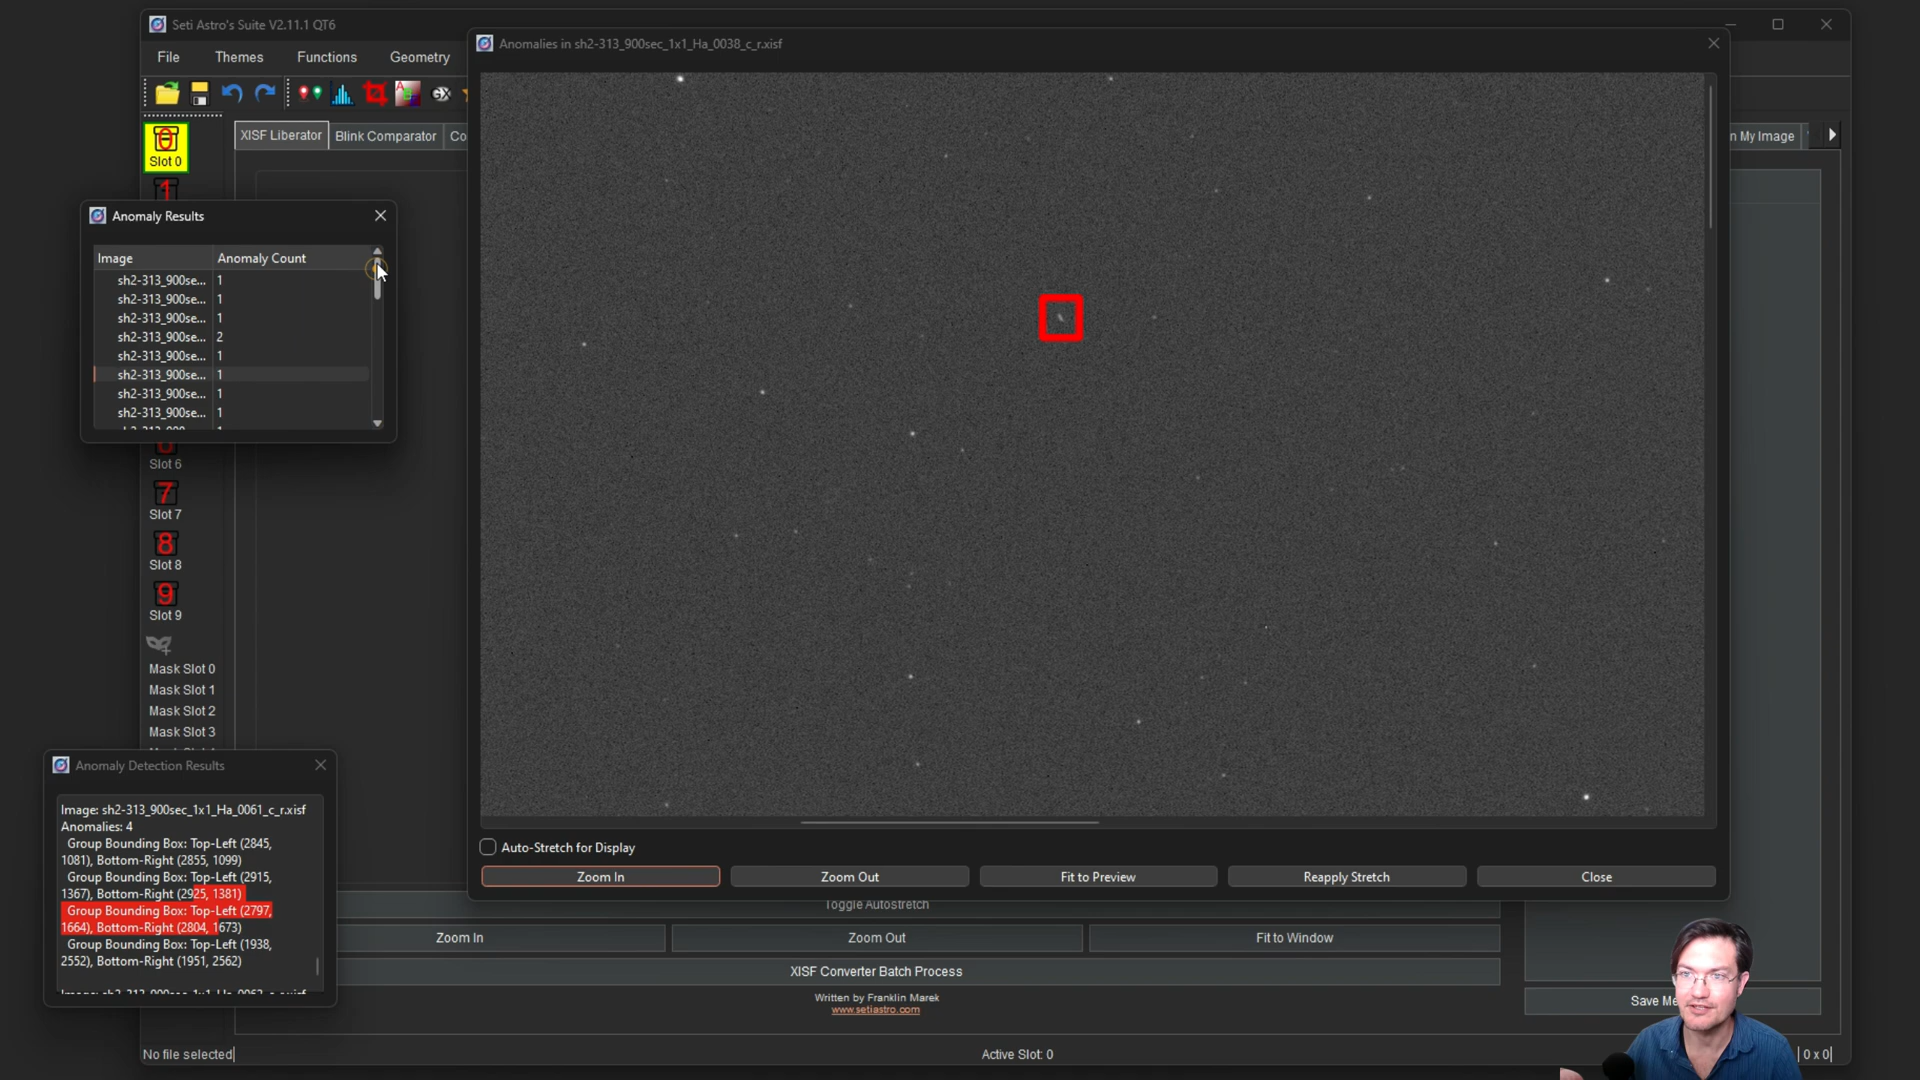 Seti Astro's Suite V2.11.1 QT6
File Themes Functions Geometry
Anomalies in sh2-313_900sec_1x1_Ha_0038_c_r.xisf
0
Slot 0
1
XISF Liberator
Blink Comparator
Co
n My Image
Anomaly Results
Image Anomaly Count
sh2-313_900se... 1
sh2-313_900se... 1
sh2-313_900se... 1
sh2-313_900se... 2
sh2-313_900se... 1
sh2-313_900se... 1
sh2-313_900se... 1
sh2-313_900se... 1
Slot 6
7
Slot 7
8
Slot 8
9
Slot 9
Mask Slot 0
Mask Slot 1
Mask Slot 2
Mask Slot 3
Anomaly Detection Results
Image: sh2-313_900sec_1x1_Ha_0061_c_r.xisf
Anomalies: 4
Group Bounding Box: Top-Left (2845,
1081), Bottom-Right (2855, 1099)
Group Bounding Box: Top-Left (2915,
1367), Bottom-Right (2925, 1381)
Group Bounding Box: Top-Left (2797,
1664), Bottom-Right (2804, 1673)
Group Bounding Box: Top-Left (1938,
2552), Bottom-Right (1951, 2562)
Auto-Stretch for Display
Zoom In
Zoom Out
Fit to Preview
Reapply Stretch
Close
Toggle Autostretch
Zoom In
Zoom Out
Fit to Window
XISF Converter Batch Process
Written by Franklin Marek
www.setiastro.com
Save Me
No file selected
Active Slot: 0
0 x 0